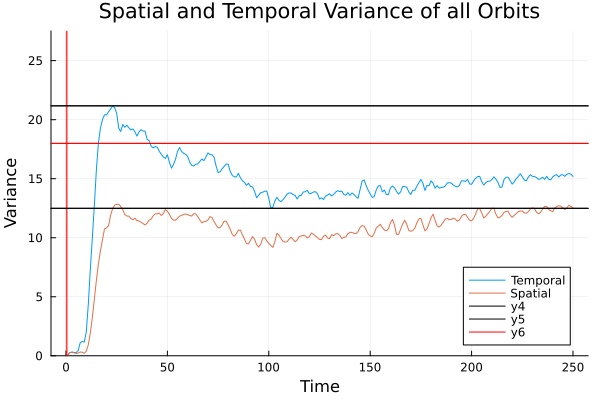 Spatial and Temporal Variance of all Orbits
Variance
25
20
15
10
5
0
0 50 100 150 200 250
Time
Temporal
Spatial
y4
y5
y6